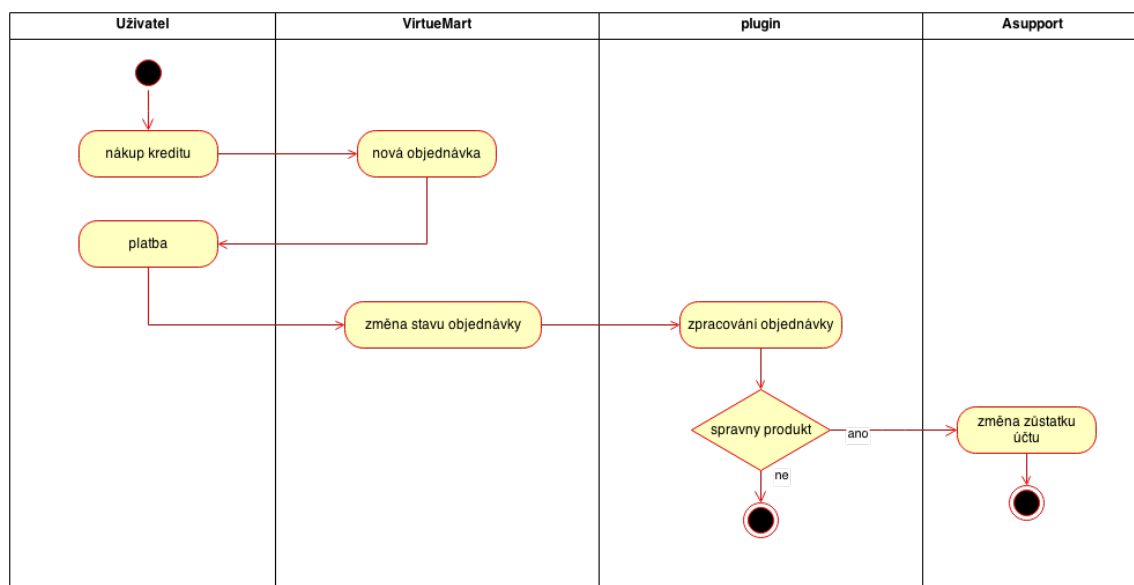 Uživatel
VirtueMart
plugin
Asupport
nákup kreditu
nová objednávka
platba
změna stavu objednávky
zpracování objednávky
spravny produkt
ano
změna zůstatku
účtu
ne